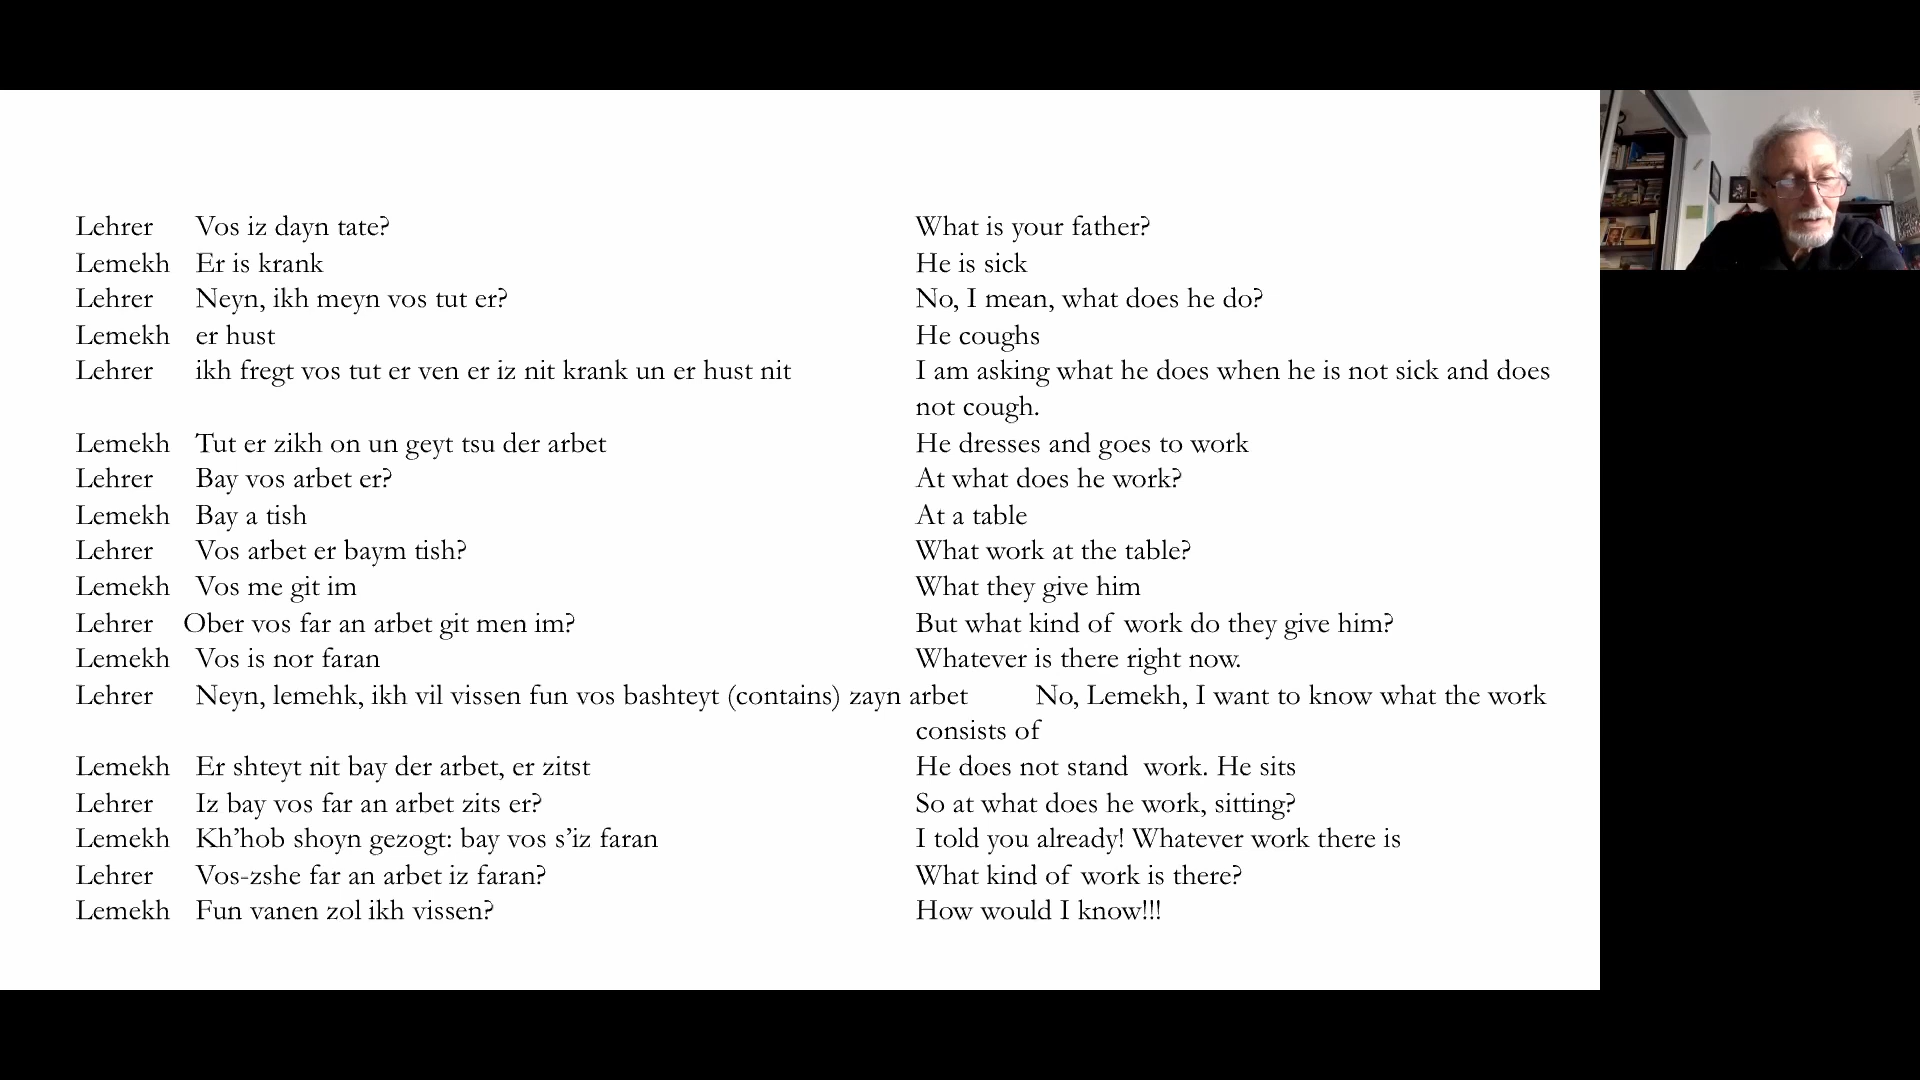 Lehrer Vos iz dayn tate? What is your father?
Lemekh Er is krank He is sick
Lehrer Neyn, ikh meyn vos tut er? No, I mean, what does he do?
Lemekh er hust He coughs
Lehrer ikh fregt vos tut er ven er iz nit krank un er hust nit I am asking what he does when he is not sick and does
not cough.
Lemekh Tut er zikh on un geyt tsu der arbet He dresses and goes to work
Lehrer Bay vos arbet er? At what does he work?
Lemekh Bay a tish At a table
Lehrer Vos arbet er baym tish? What work at the table?
Lemekh Vos me git im What they give him
Lehrer Ober vos far an arbet git men im? But what kind of work do they give him?
Lemekh Vos is nor faran Whatever is there right now.
Lehrer Neyn, lemehk, ikh vil vissen fun vos bashteyt (contains) zayn arbet No, Lemekh, I want to know what the work
consists of
Lemekh Er shteyt nit bay der arbet, er zitst He does not stand work. He sits
Lehrer Iz bay vos far an arbet zits er? So at what does he work, sitting?
Lemekh Kh’hob shoyn gezogt: bay vos s’iz faran I told you already! Whatever work there is
Lehrer Vos-zshe far an arbet iz faran? What kind of work is there?
Lemekh Fun vanen zol ikh vissen? How would I know!!!